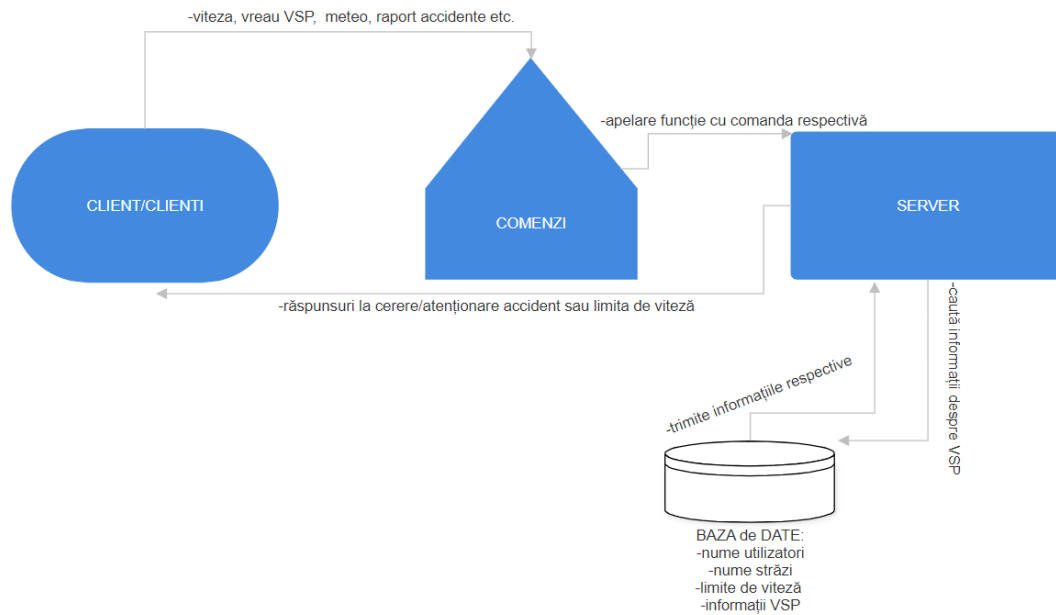 -viteza, vreau VSP,  meteo, raport accidente etc.
-apelare funcție cu comanda respectivă
CLIENT/CLIENTI
COMENZI
SERVER
-răspunsuri la cerere/atenționare accident sau limita de viteză
-caută informații despre VSP
-trimite informațiile respective
BAZA de DATE:
-nume utilizatori
-nume străzi
-limite de viteză
-informații VSP